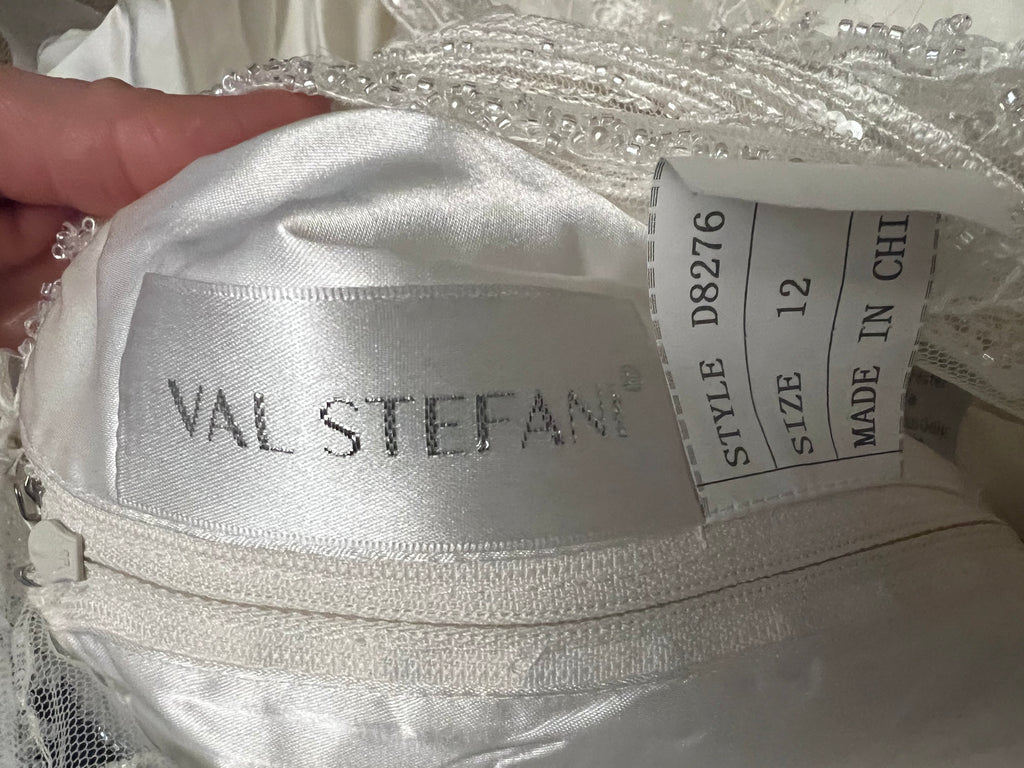 VAL STEFANI®
STYLE D8276
SIZE 12
MADE IN CHI